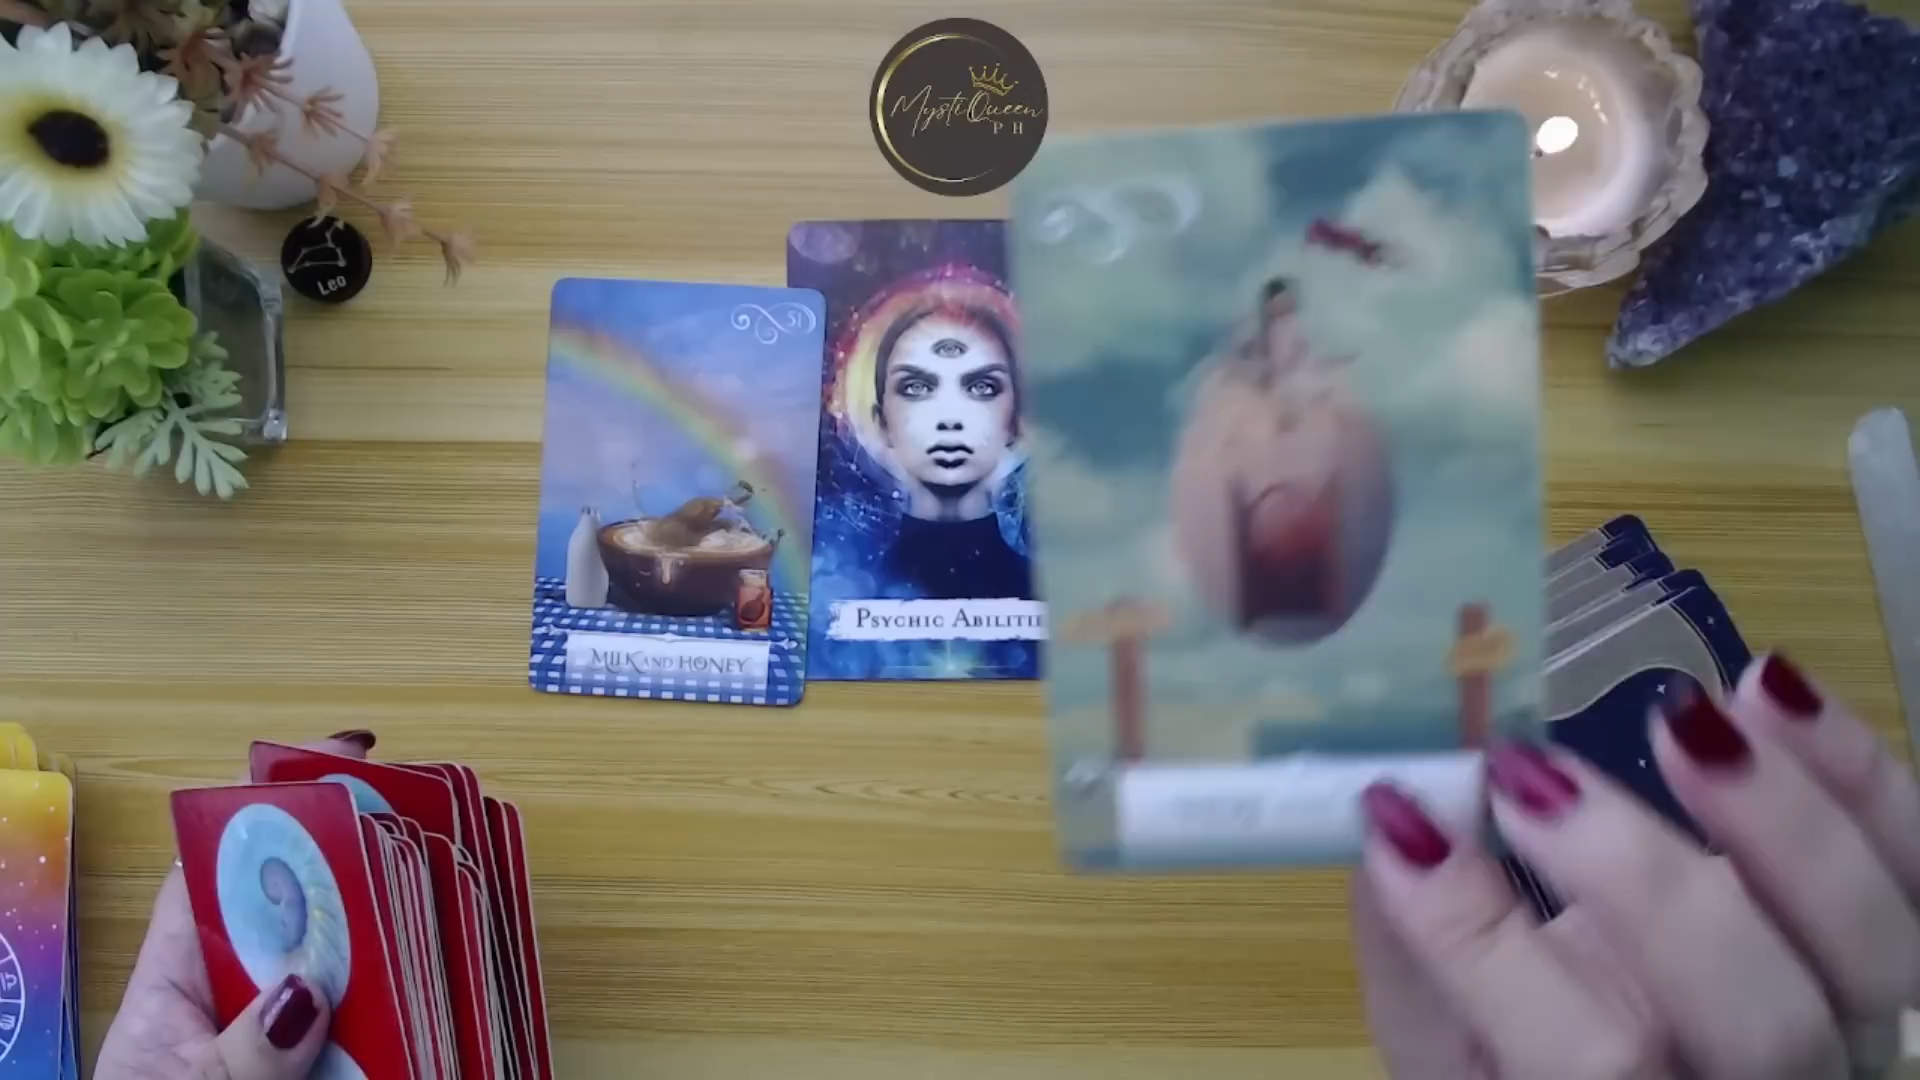 MystiQueen
PH
Leo
51
PSYCHIC ABILITIE
MILK AND HONEY